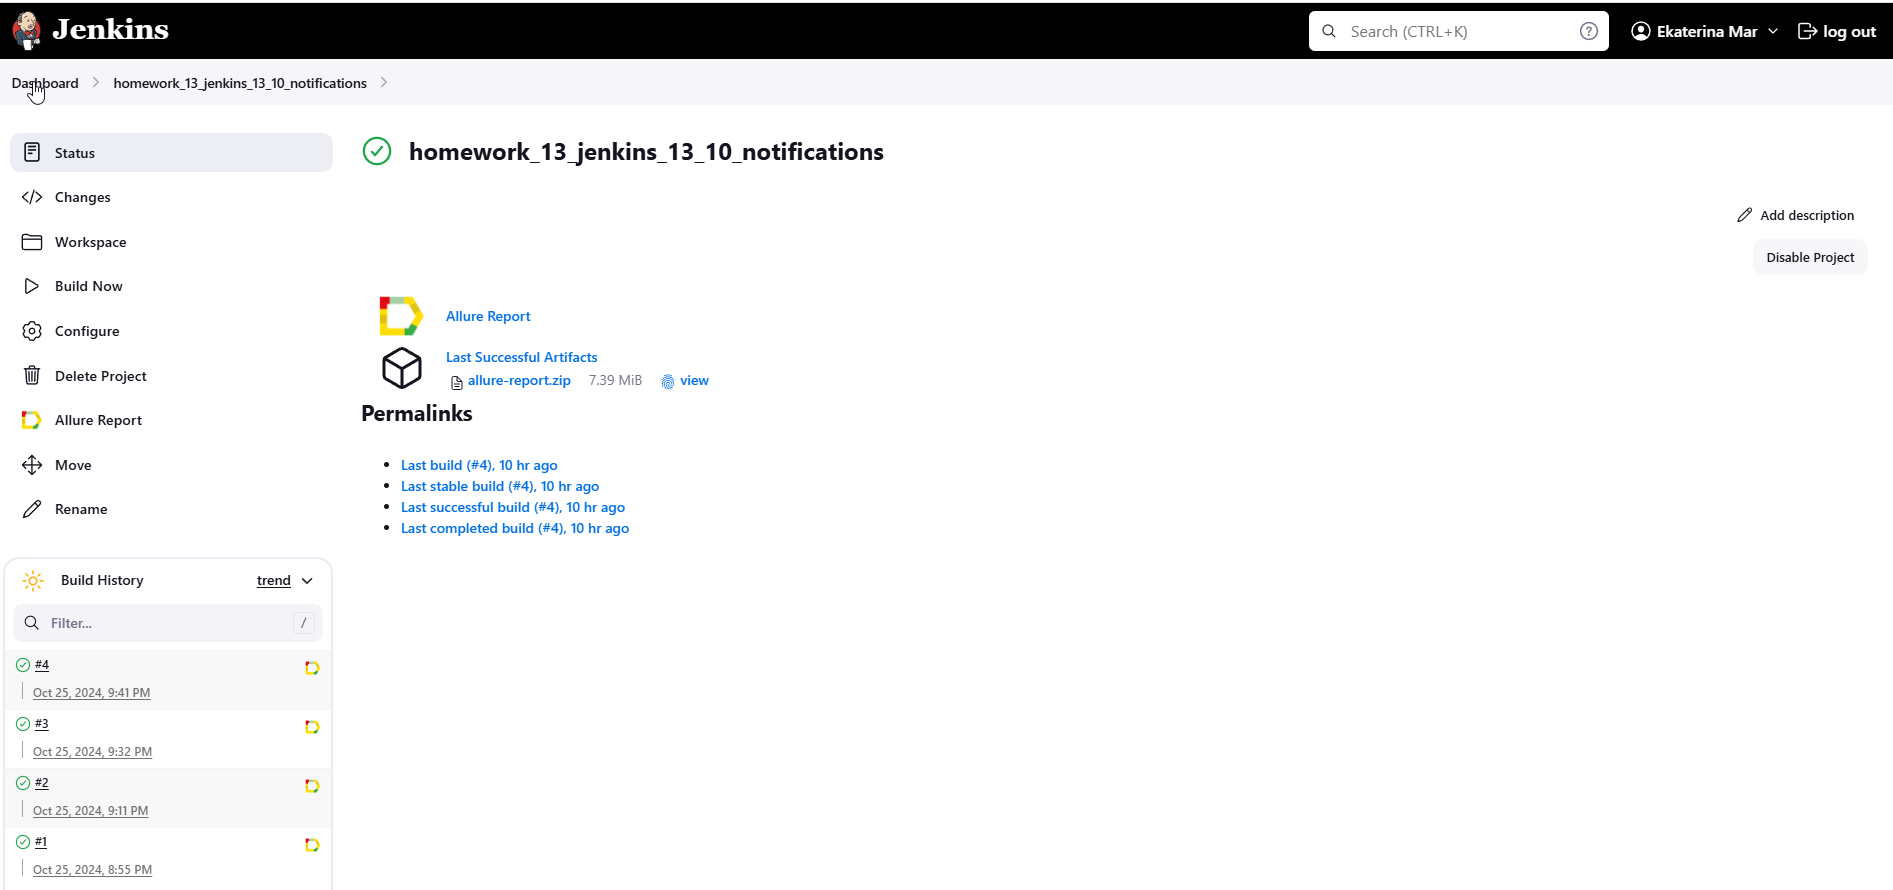 Jenkins
Search (CTRL+K)
?
Ekaterina Mar
log out
Dashboard
homework_13_jenkins_13_10_notifications
Status
Changes
Workspace
Build Now
Configure
Delete Project
Allure Report
Move
Rename
Build History
trend
Filter...
/
#4
Oct 25, 2024, 9:41 PM
#3
Oct 25, 2024, 9:32 PM
#2
Oct 25, 2024, 9:11 PM
#1
Oct 25, 2024, 8:55 PM
homework_13_jenkins_13_10_notifications
Add description
Disable Project
Allure Report
Last Successful Artifacts
allure-report.zip 7.39 MiB view
Permalinks
Last build (#4), 10 hr ago
Last stable build (#4), 10 hr ago
Last successful build (#4), 10 hr ago
Last completed build (#4), 10 hr ago